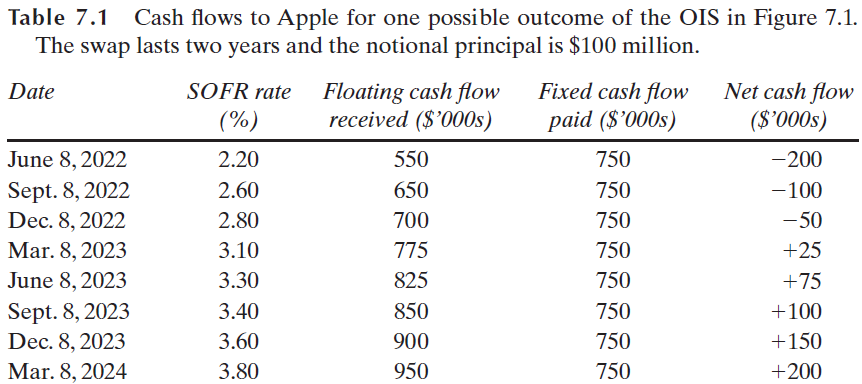 Table 7.1 Cash flows to Apple for one possible outcome of the OIS in Figure 7.1.
The swap lasts two years and the notional principal is $100 million.
Date SOFR rate Floating cash flow Fixed cash flow Net cash flow
(%) received ($’000s) paid ($’000s) ($’000s)
June 8, 2022 2.20 550 750 −200
Sept. 8, 2022 2.60 650 750 −100
Dec. 8, 2022 2.80 700 750 −50
Mar. 8, 2023 3.10 775 750 +25
June 8, 2023 3.30 825 750 +75
Sept. 8, 2023 3.40 850 750 +100
Dec. 8, 2023 3.60 900 750 +150
Mar. 8, 2024 3.80 950 750 +200